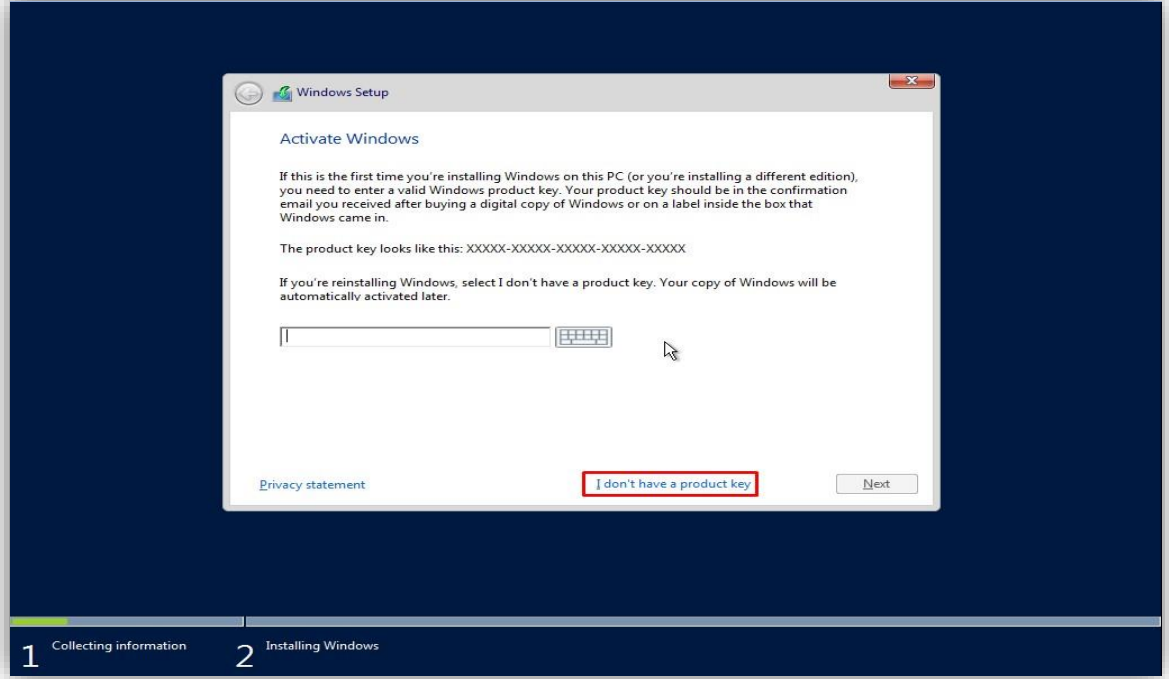 Windows Setup
Activate Windows
If this is the first time you're installing Windows on this PC (or you're installing a different edition),
you need to enter a valid Windows product key. Your product key should be in the confirmation
email you received after buying a digital copy of Windows or on a label inside the box that
Windows came in.
The product key looks like this: XXXXX-XXXXX-XXXXX-XXXXX-XXXXX
If you're reinstalling Windows, select I don't have a product key. Your copy of Windows will be
automatically activated later.
Privacy statement
I don't have a product key
Next
1 Collecting information
2 Installing Windows